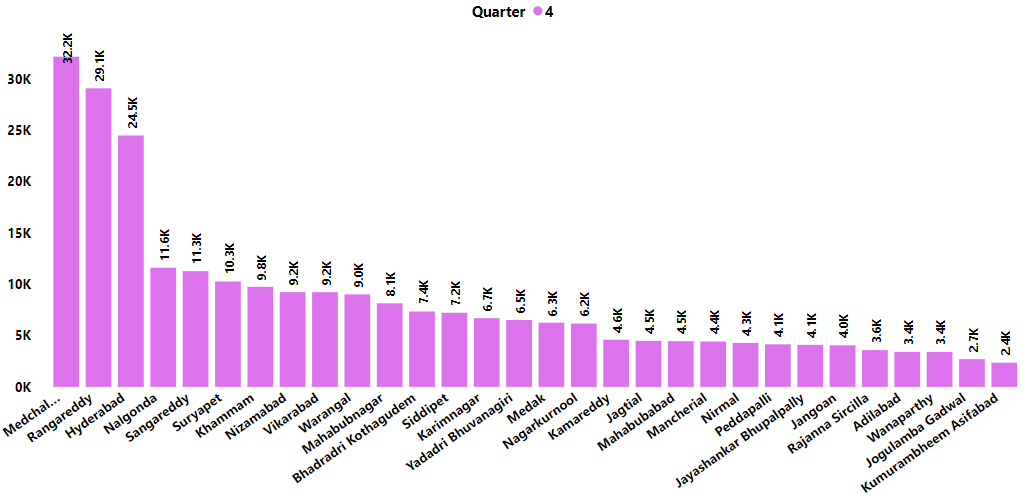 Quarter 4
32.2K
29.1K
24.5K
11.6K
11.3K
10.3K
9.8K
9.2K
9.2K
9.0K
8.1K
7.4K
7.2K
6.7K
6.5K
6.3K
6.2K
4.6K
4.5K
4.5K
4.4K
4.3K
4.1K
4.1K
4.0K
3.6K
3.4K
3.4K
2.7K
2.4K
30K
25K
20K
15K
10K
5K
0K
Medchal...
Rangareddy
Hyderabad
Nalgonda
Sangareddy
Suryapet
Khammam
Nizamabad
Vikarabad
Warangal
Mahabubnagar
Bhadradri Kothagudem
Siddipet
Karimnagar
Yadadri Bhuvanagiri
Medak
Nagarkurnool
Kamareddy
Jagtial
Mahabubabad
Mancherial
Nirmal
Peddapalli
Jayashankar Bhupalpally
Jangoan
Rajanna Sircilla
Adilabad
Wanaparthy
Jogulamba Gadwal
Kumurambheem Asifabad